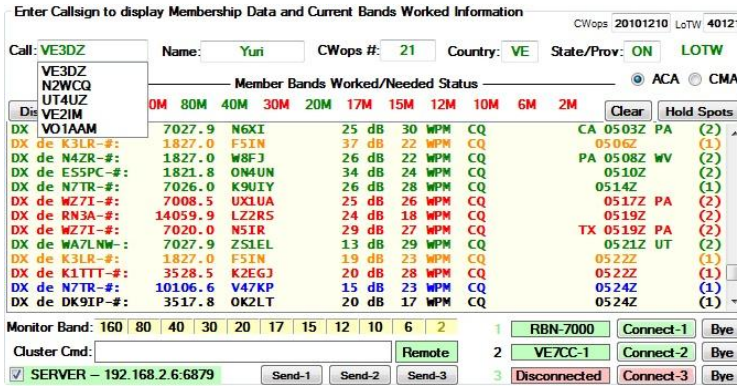 Enter Callsign to display Membership Data and Current Bands Worked Information
CWops 20101210 LoTW 40121
Call: VE3DZ Name: Yuri CWops #: 21 Country: VE State/Prov: ON LOTW
VE3DZ
N2WCQ
UT4UZ
VE2IM
VO1AAM
Member Bands Worked/Needed Status ACA CMA
Dis 0M 80M 40M 30M 20M 17M 15M 12M 10M 6M 2M Clear Hold Spots
DX 7027.9 N6XI 25 dB 30 WPM CQ CA 0503Z PA (2)
DX de K3LR-#: 1827.0 F5IN 37 dB 22 WPM CQ 0506Z (1)
DX de N4ZR-#: 1827.0 W8FJ 26 dB 22 WPM CQ PA 0508Z WV (2)
DX de ES5PC-#: 1821.8 ON4UN 34 dB 24 WPM CQ 0510Z (2)
DX de N7TR-#: 7026.0 K9UIY 26 dB 28 WPM CQ 0514Z (1)
DX de WZ7I-#: 7008.5 UX1UA 25 dB 26 WPM CQ 0517Z PA (2)
DX de RN3A-#: 14059.9 LZ2RS 24 dB 18 WPM CQ 0519Z (2)
DX de WZ7I-#: 7020.0 N5IR 29 dB 27 WPM CQ TX 0519Z PA (2)
DX de WA7LNW-: 7027.9 ZS1EL 13 dB 29 WPM CQ 0521Z UT (2)
DX de K3LR-#: 1827.0 F5IN 19 dB 23 WPM CQ 0522Z (1)
DX de K1TTT-#: 3528.5 K2EGJ 20 dB 28 WPM CQ 0522Z (1)
DX de N7TR-#: 10106.6 V47KP 15 dB 23 WPM CQ 0524Z (1)
DX de DK9IP-#: 3517.8 OK2LT 20 dB 17 WPM CQ 0524Z (1)
Monitor Band: 160 80 40 30 20 17 15 12 10 6 2 1 RBN-7000 Connect-1 Bye
Cluster Cmd: Remote 2 VE7CC-1 Connect-2 Bye
SERVER – 192.168.2.6:6879 Send-1 Send-2 Send-3 3 Disconnected Connect-3 Bye